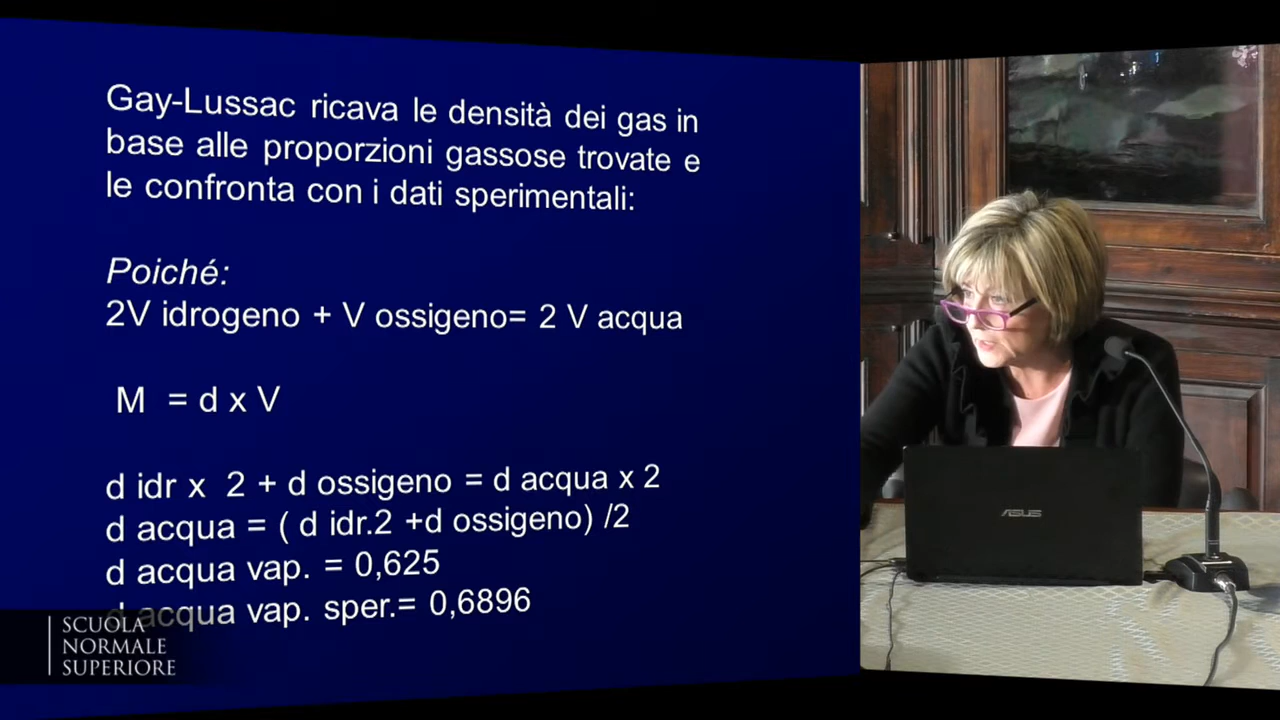 Gay-Lussac ricava le densità dei gas in
base alle proporzioni gassose trovate e
le confronta con i dati sperimentali:
Poiché:
2V idrogeno + V ossigeno= 2 V acqua
M = d x V
d idr x 2 + d ossigeno = d acqua x 2
d acqua = ( d idr.2 +d ossigeno) /2
d acqua vap. = 0,625
d acqua vap. sper.= 0,6896
SCUOLA
NORMALE
SUPERIORE
ASUS